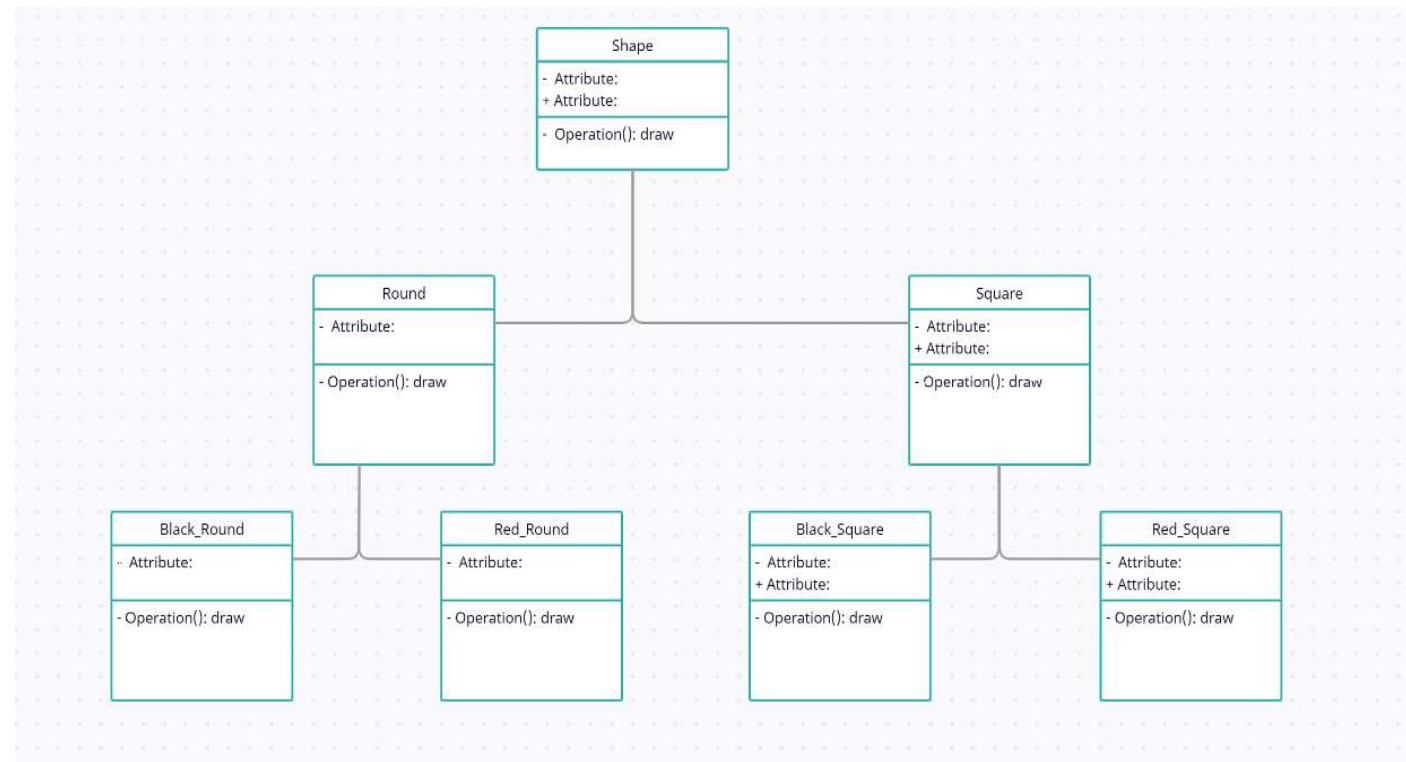 Shape
- Attribute:
+ Attribute:
- Operation(): draw
Round
- Attribute:
- Operation(): draw
Square
- Attribute:
+ Attribute:
- Operation(): draw
Black_Round
- Attribute:
- Operation(): draw
Red_Round
- Attribute:
- Operation(): draw
Black_Square
- Attribute:
+ Attribute:
- Operation(): draw
Red_Square
- Attribute:
+ Attribute:
- Operation(): draw